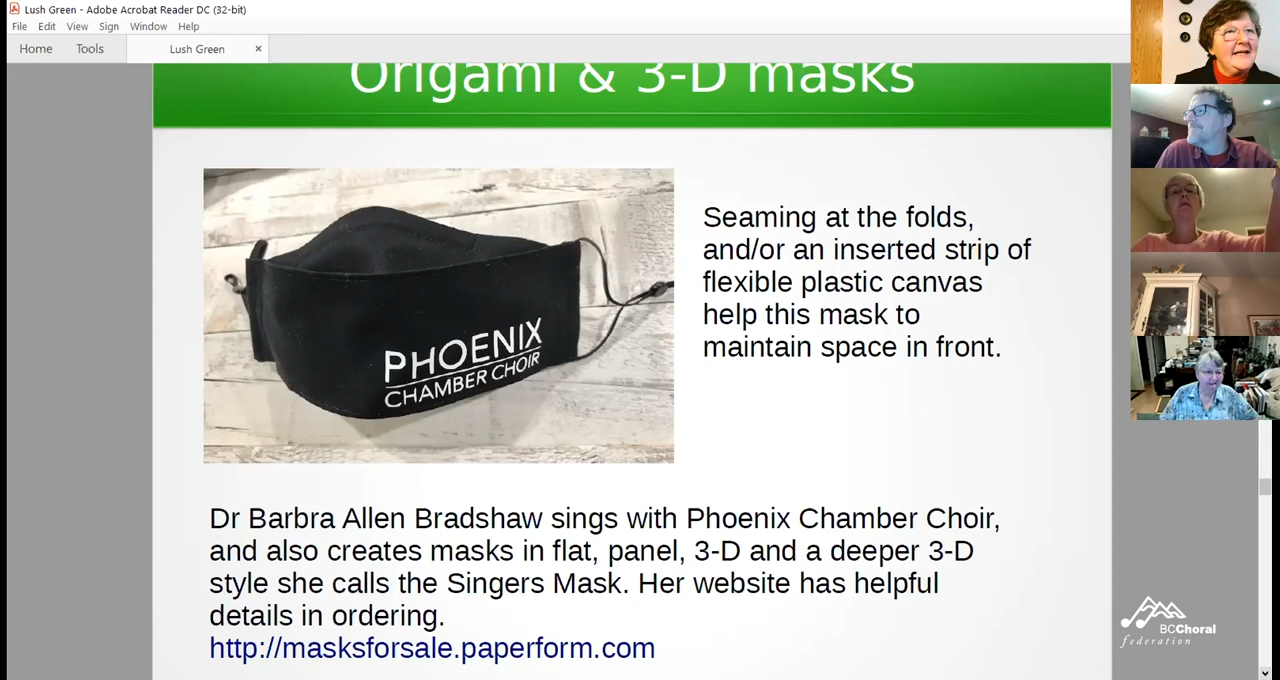 Lush Green - Adobe Acrobat Reader DC (32-bit)
File Edit View Sign Window Help
Home Tools Lush Green ×
Origami & 3-D masks
Seaming at the folds,
and/or an inserted strip of
flexible plastic canvas
help this mask to
maintain space in front.
PHOENIX
CHAMBER CHOIR
Dr Barbra Allen Bradshaw sings with Phoenix Chamber Choir,
and also creates masks in flat, panel, 3-D and a deeper 3-D
style she calls the Singers Mask. Her website has helpful
details in ordering.
http://masksforsale.paperform.com
BCChoral
federation